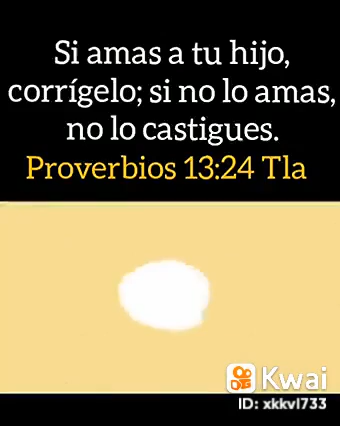 Si amas a tu hijo,
corrígelo; si no lo amas,
no lo castigues.
Proverbios 13:24 Tla
Kwai
ID: xkkvl733